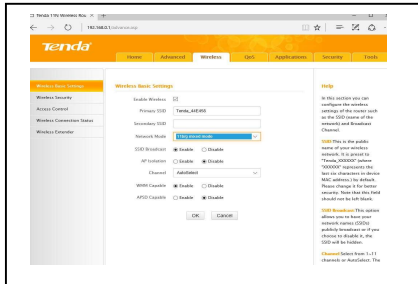 Tenda 11N Wireless Rou
192.168.0.1/advance.asp
Tenda
Home Advanced Wireless QoS Applications Security Tools
Wireless Basic Settings
Wireless Security
Access Control
Wireless Connection Status
Wireless Extender
Wireless Basic Settings
Enable Wireless
Primary SSID Tenda_44E458
Secondary SSID
Network Mode 11b/g mixed mode
SSID Broadcast Enable Disable
AP Isolation Enable Disable
Channel AutoSelect
WMM Capable Enable Disable
APSD Capable Enable Disable
OK Cancel
Help
In this section you can
configure the wireless
settings of the router such
as the SSID (name of the
network) and Broadcast
Channel.
SSID:This is the public
name of your wireless
network. It is preset to
"Tenda_XXXXXX" (where
"XXXXXX" represents the
last six characters in device
MAC address.) be default.
Please change it for better
security. Note that this field
should not be left blank.
SSID Broadcast:This option
allows you to have your
network names (SSIDs)
publicly broadcast or if you
choose to disable it, the
SSID will be hidden.
Channel:Select from 1~11
channels or AutoSelect. The